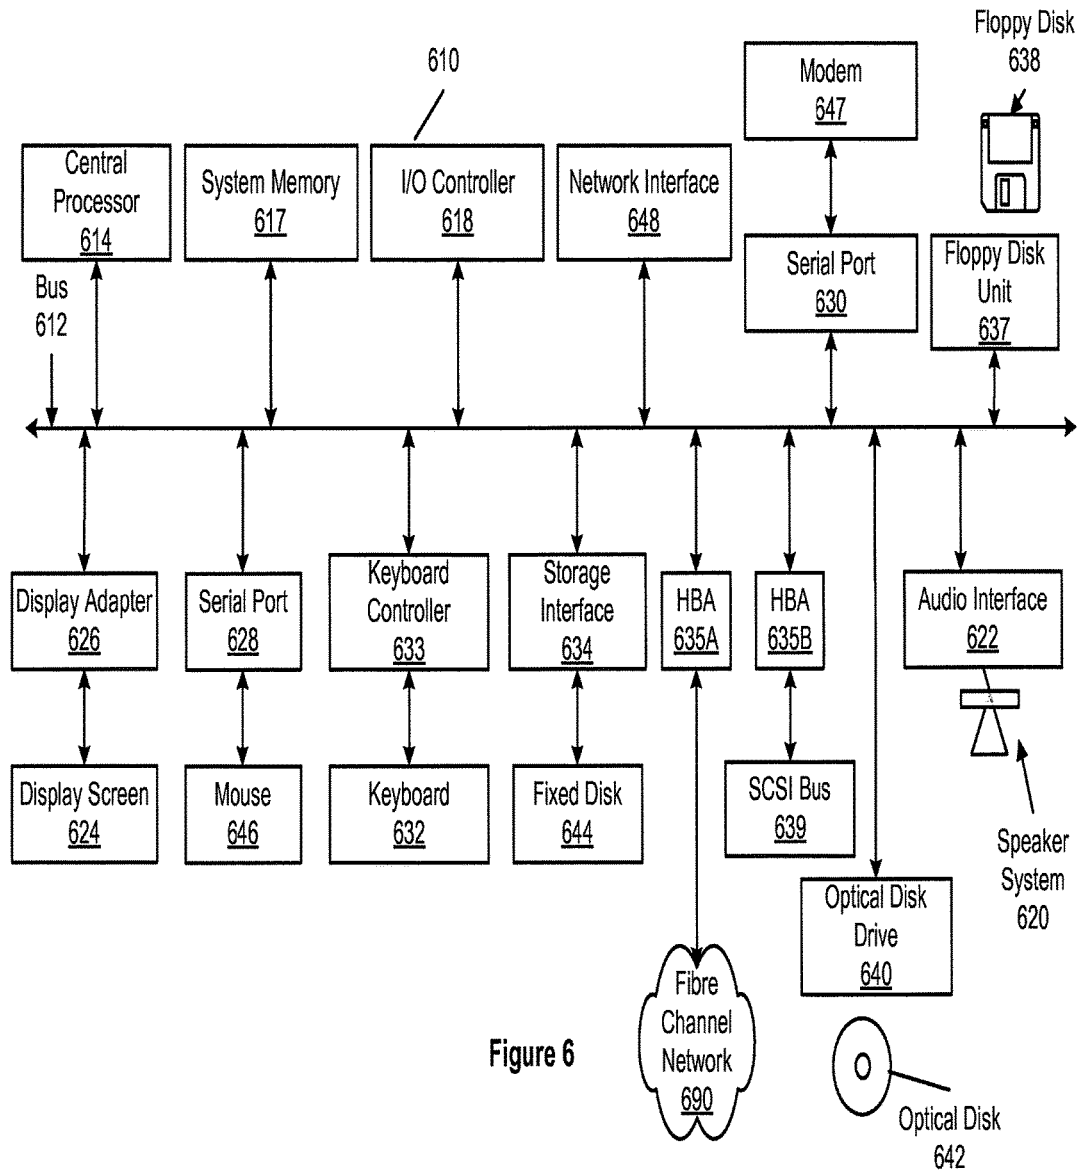 Floppy Disk
638
610
Modem
647
Central
Processor
614
System Memory
617
I/O Controller
618
Network Interface
648
Serial Port
630
Floppy Disk
Unit
637
Bus
612
Display Adapter
626
Serial Port
628
Keyboard
Controller
633
Storage
Interface
634
HBA
635A
HBA
635B
Audio Interface
622
Display Screen
624
Mouse
646
Keyboard
632
Fixed Disk
644
SCSI Bus
639
Speaker
System
620
Optical Disk
Drive
640
Fibre
Channel
Network
690
Figure 6
Optical Disk
642